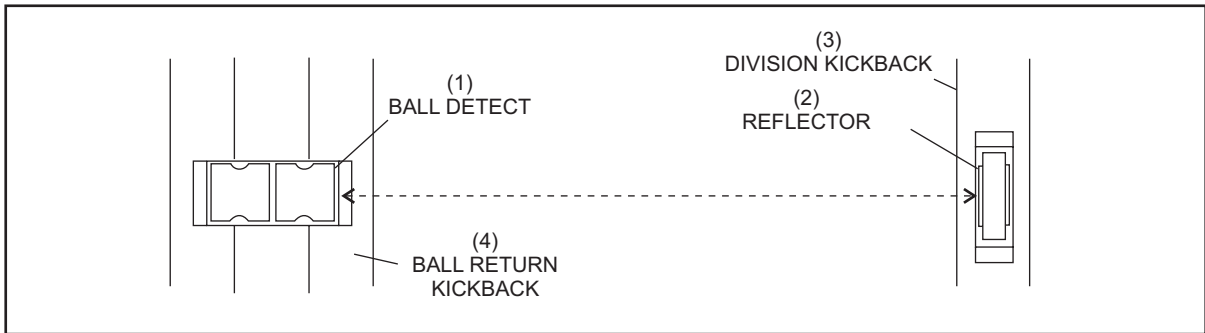 (1)
BALL DETECT
(3)
DIVISION KICKBACK
(2)
REFLECTOR
(4)
BALL RETURN
KICKBACK